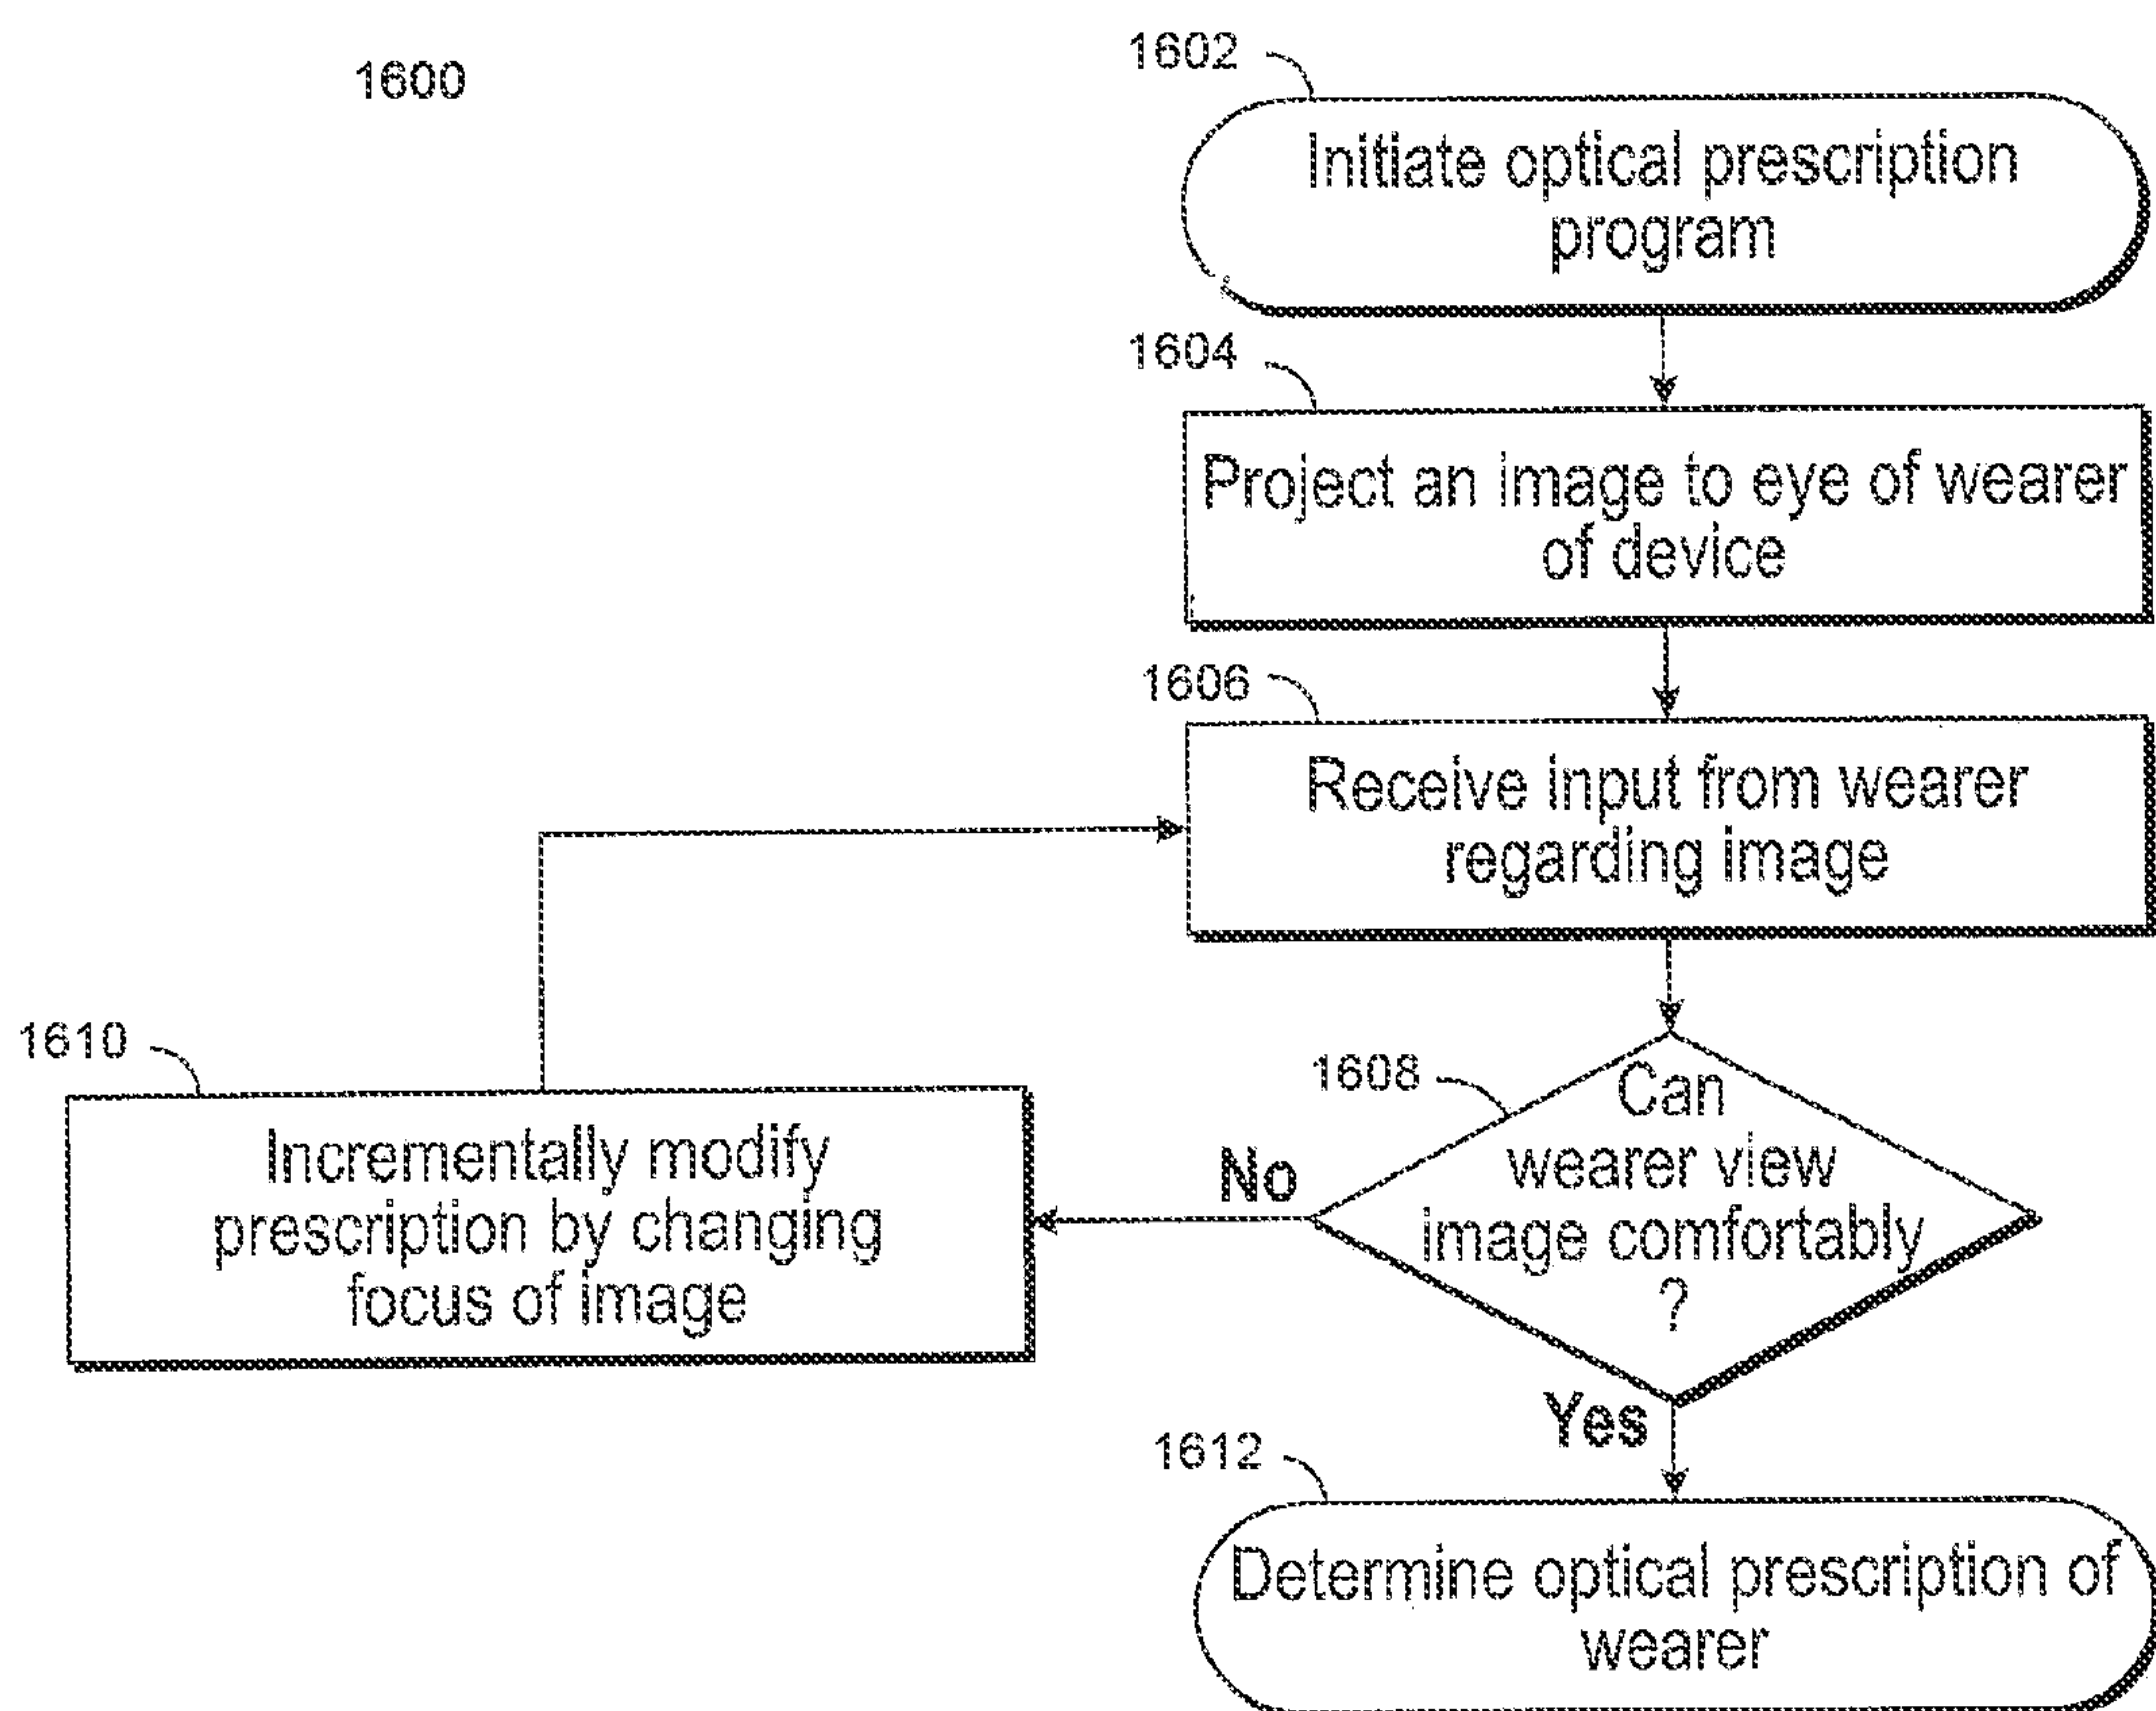 1600
1602
Initiate optical prescription
program
1604
Project an image to eye of wearer
of device
1606
Receive input from wearer
regarding image
1608
Can
wearer view
image comfortably
?
No
1610
Incrementally modify
prescription by changing
focus of image
Yes
1612
Determine optical prescription of
wearer